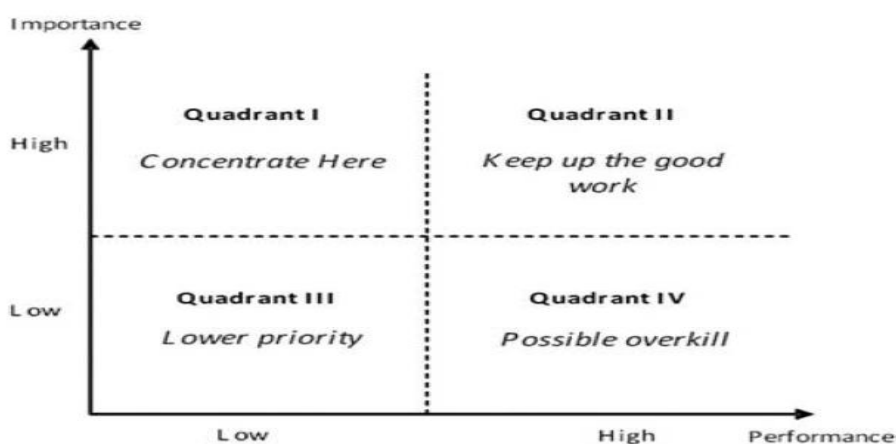 Importance
Quadrant I
Quadrant II
High
Concentrate Here
Keep up the good
work
Quadrant III
Quadrant IV
Low
Lower priority
Possible overkill
Low
High
Performance